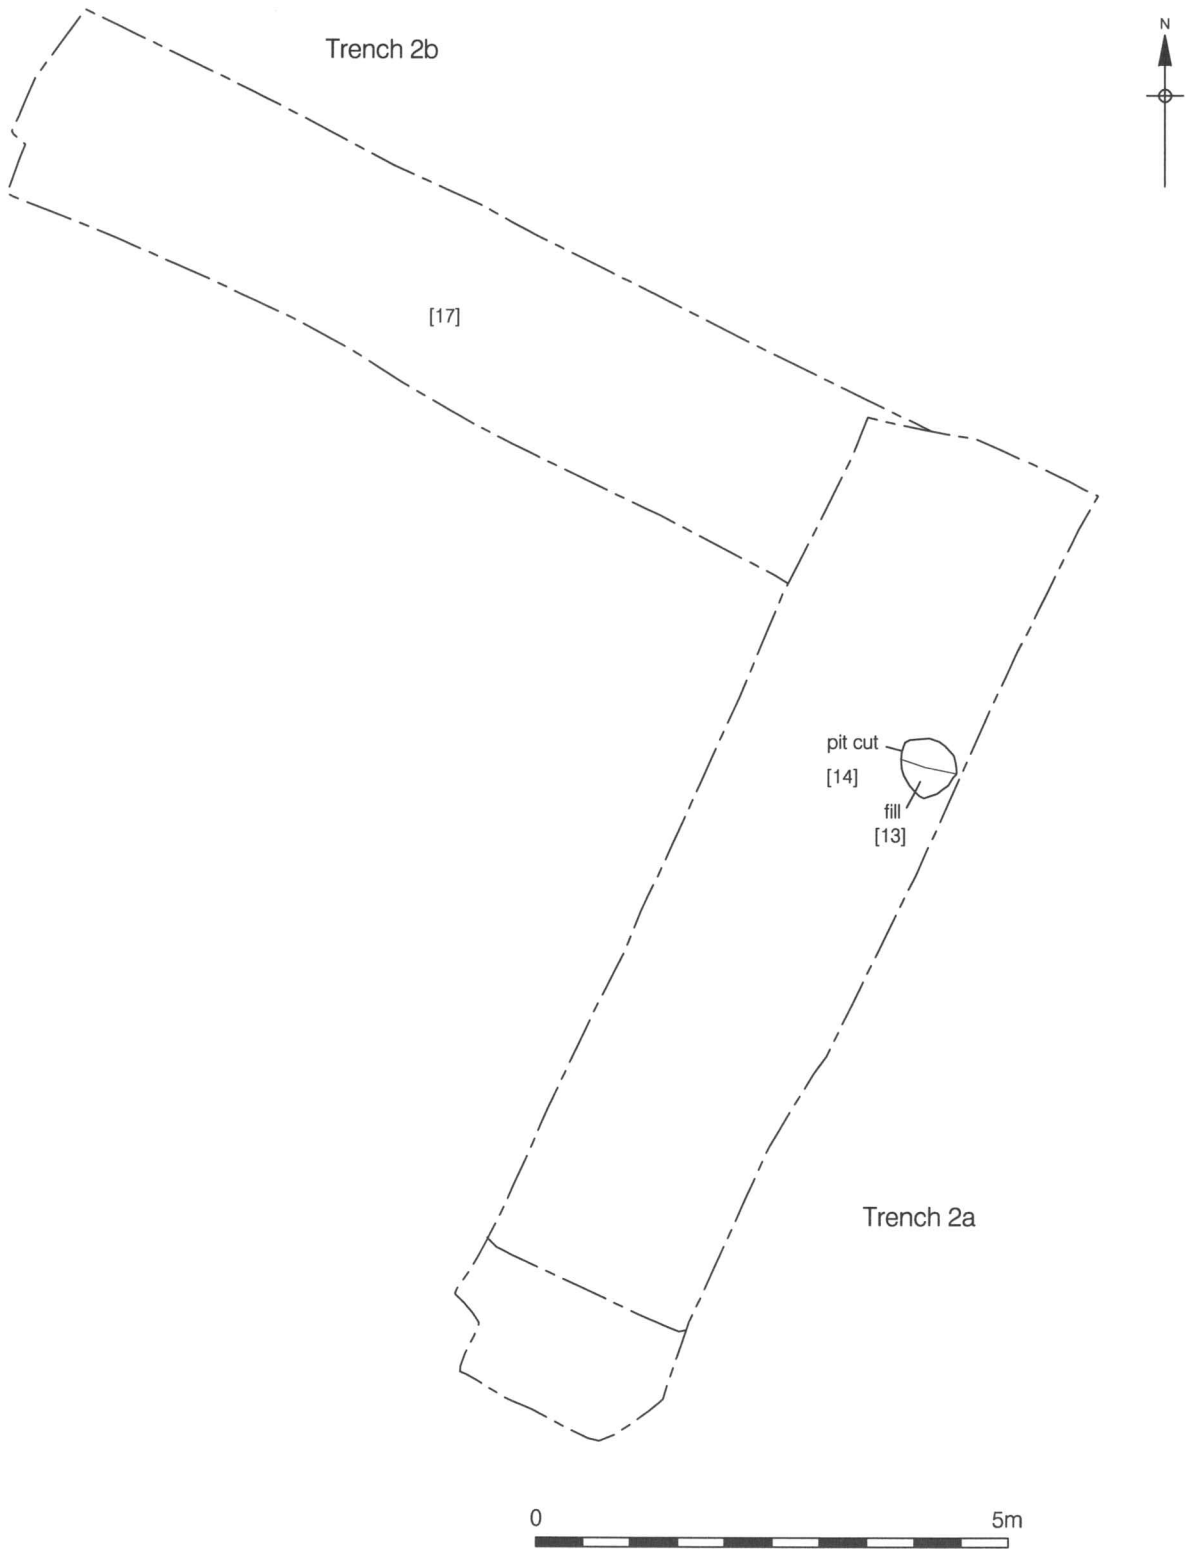 Trench 2b
N
[17]
pit cut
[14]
fill
[13]
Trench 2a
0 5m